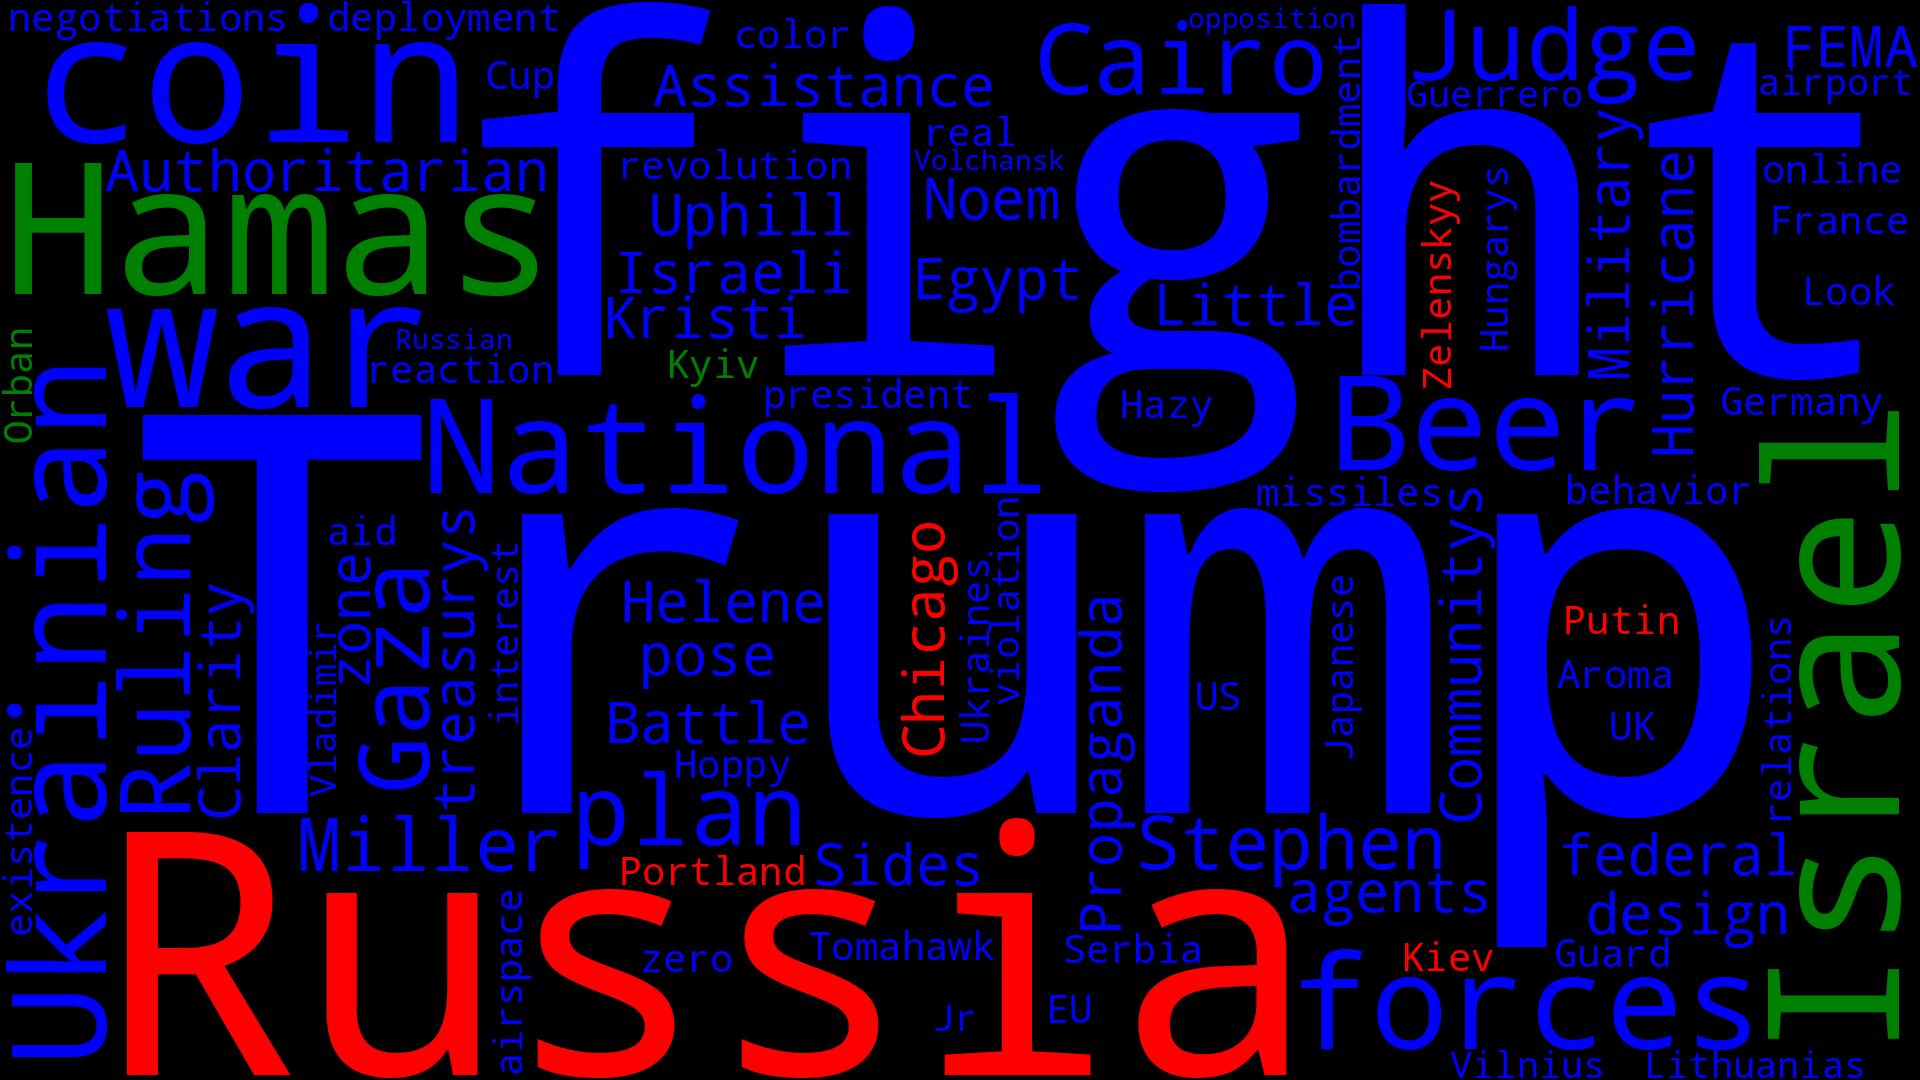 negotiations
deployment
coin
Cup
fight
color
Assistance
Cairo
opposition
Judge
FEMA
airport
Guerrero
real
Volchansk
revolution
Authoritarian
Hamas
Uphill
Noem
bombardment
Zelenskyy
Hungarys
Military
Hurricane
online
France
Look
Israeli
Egypt
Little
Kristi
war
Russian
reaction
Kyiv
president
Hazy
Orban
National
Beer
Germany
missiles
behavior
Ukrainian
Ruling
Clarity
Trump
aid
zone
Vladimir
Gaza
treasurys
interest
Helene
pose
Battle
Hoppy
Chicago
Ukraines
violation
Propaganda
US
Japanese
Communitys
Putin
Aroma
UK
relations
Israel
existence
Miller
plan
Portland
Sides
Stephen
agents
federal
design
Russia
airspace
zero
Tomahawk
Serbia
Kiev
Guard
forces
Jr
EU
Vilnius
Lithuanias